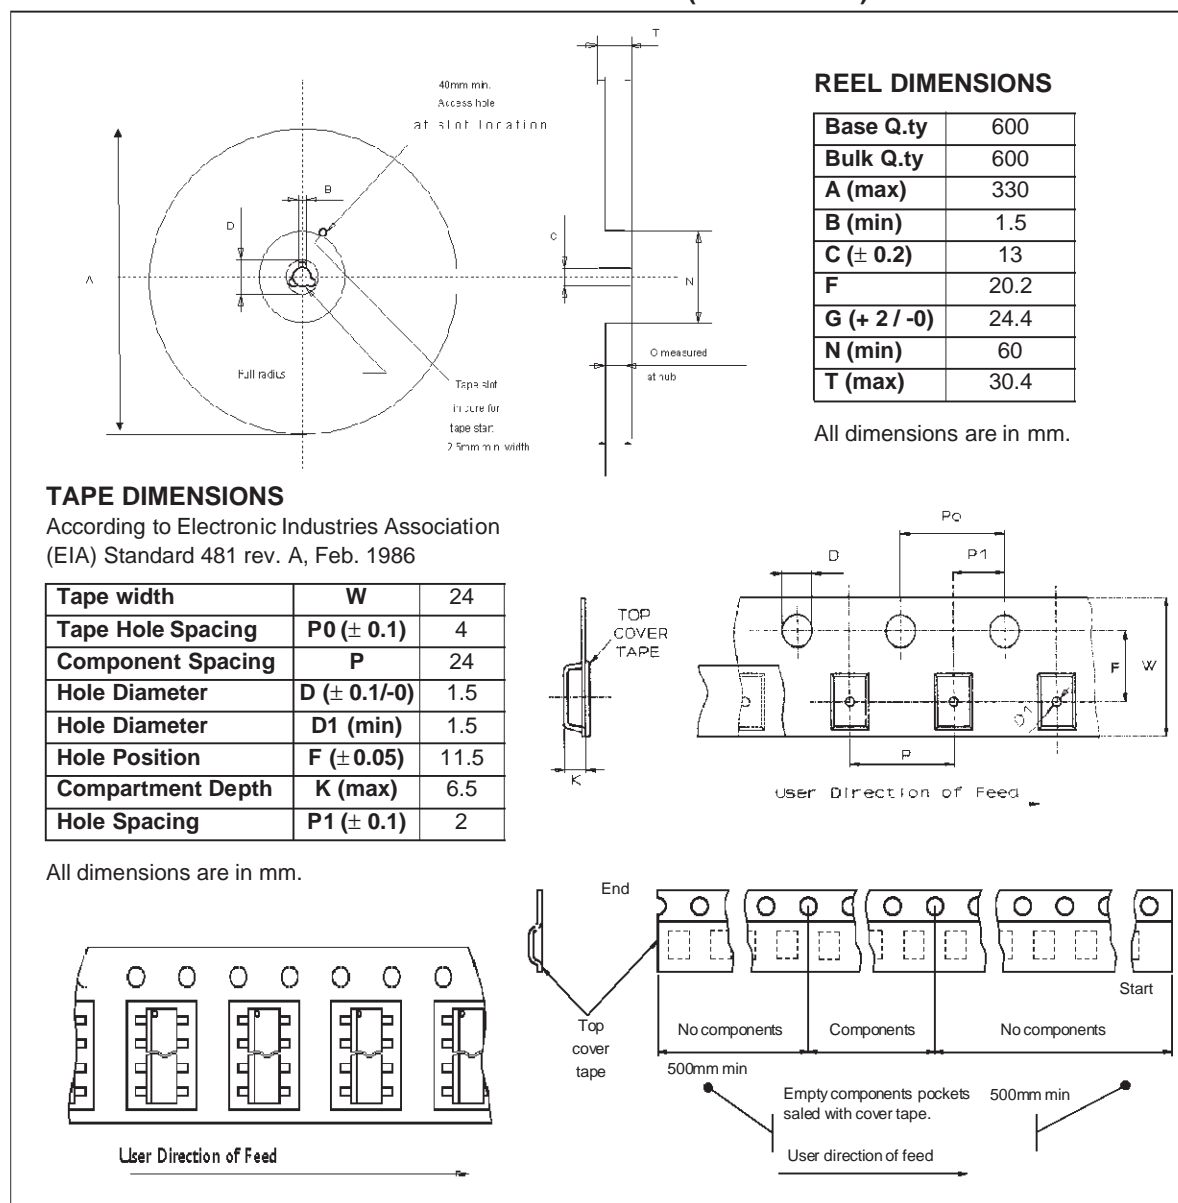 T
40mm min.
Access hole
at slot location
B
D
A
C
N
Full radius
Tape slot
in core for
tape start
2.5mm min. width
G measured
at hub
REEL DIMENSIONS
Base Q.ty 600
Bulk Q.ty 600
A (max) 330
B (min) 1.5
C (± 0.2) 13
F 20.2
G (+ 2 / -0) 24.4
N (min) 60
T (max) 30.4
All dimensions are in mm.
TAPE DIMENSIONS
According to Electronic Industries Association
(EIA) Standard 481 rev. A, Feb. 1986
Tape width W 24
Tape Hole Spacing P0 (± 0.1) 4
Component Spacing P 24
Hole Diameter D (± 0.1/-0) 1.5
Hole Diameter D1 (min) 1.5
Hole Position F (± 0.05) 11.5
Compartment Depth K (max) 6.5
Hole Spacing P1 (± 0.1) 2
All dimensions are in mm.
Po
D
P1
TOP
COVER
TAPE
F
W
D1
K
P
User Direction of Feed
End
Start
Top
cover
tape
No components
Components
No components
500mm min
Empty components pockets
saled with cover tape.
500mm min
User direction of feed
User Direction of Feed